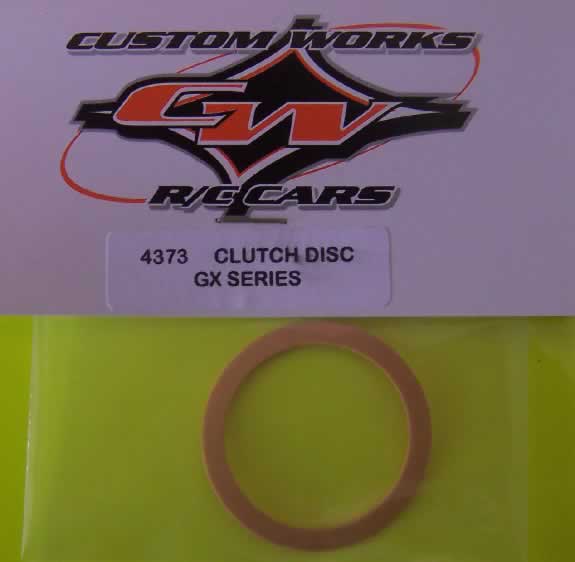 CUSTOM WORKS
CW
R/C CARS
4373 CLUTCH DISC
GX SERIES